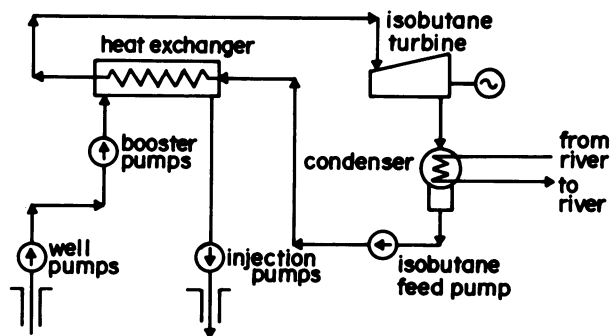 isobutane
turbine
heat exchanger
booster
pumps
condenser
from
river
to
river
well
pumps
injection
pumps
isobutane
feed pump